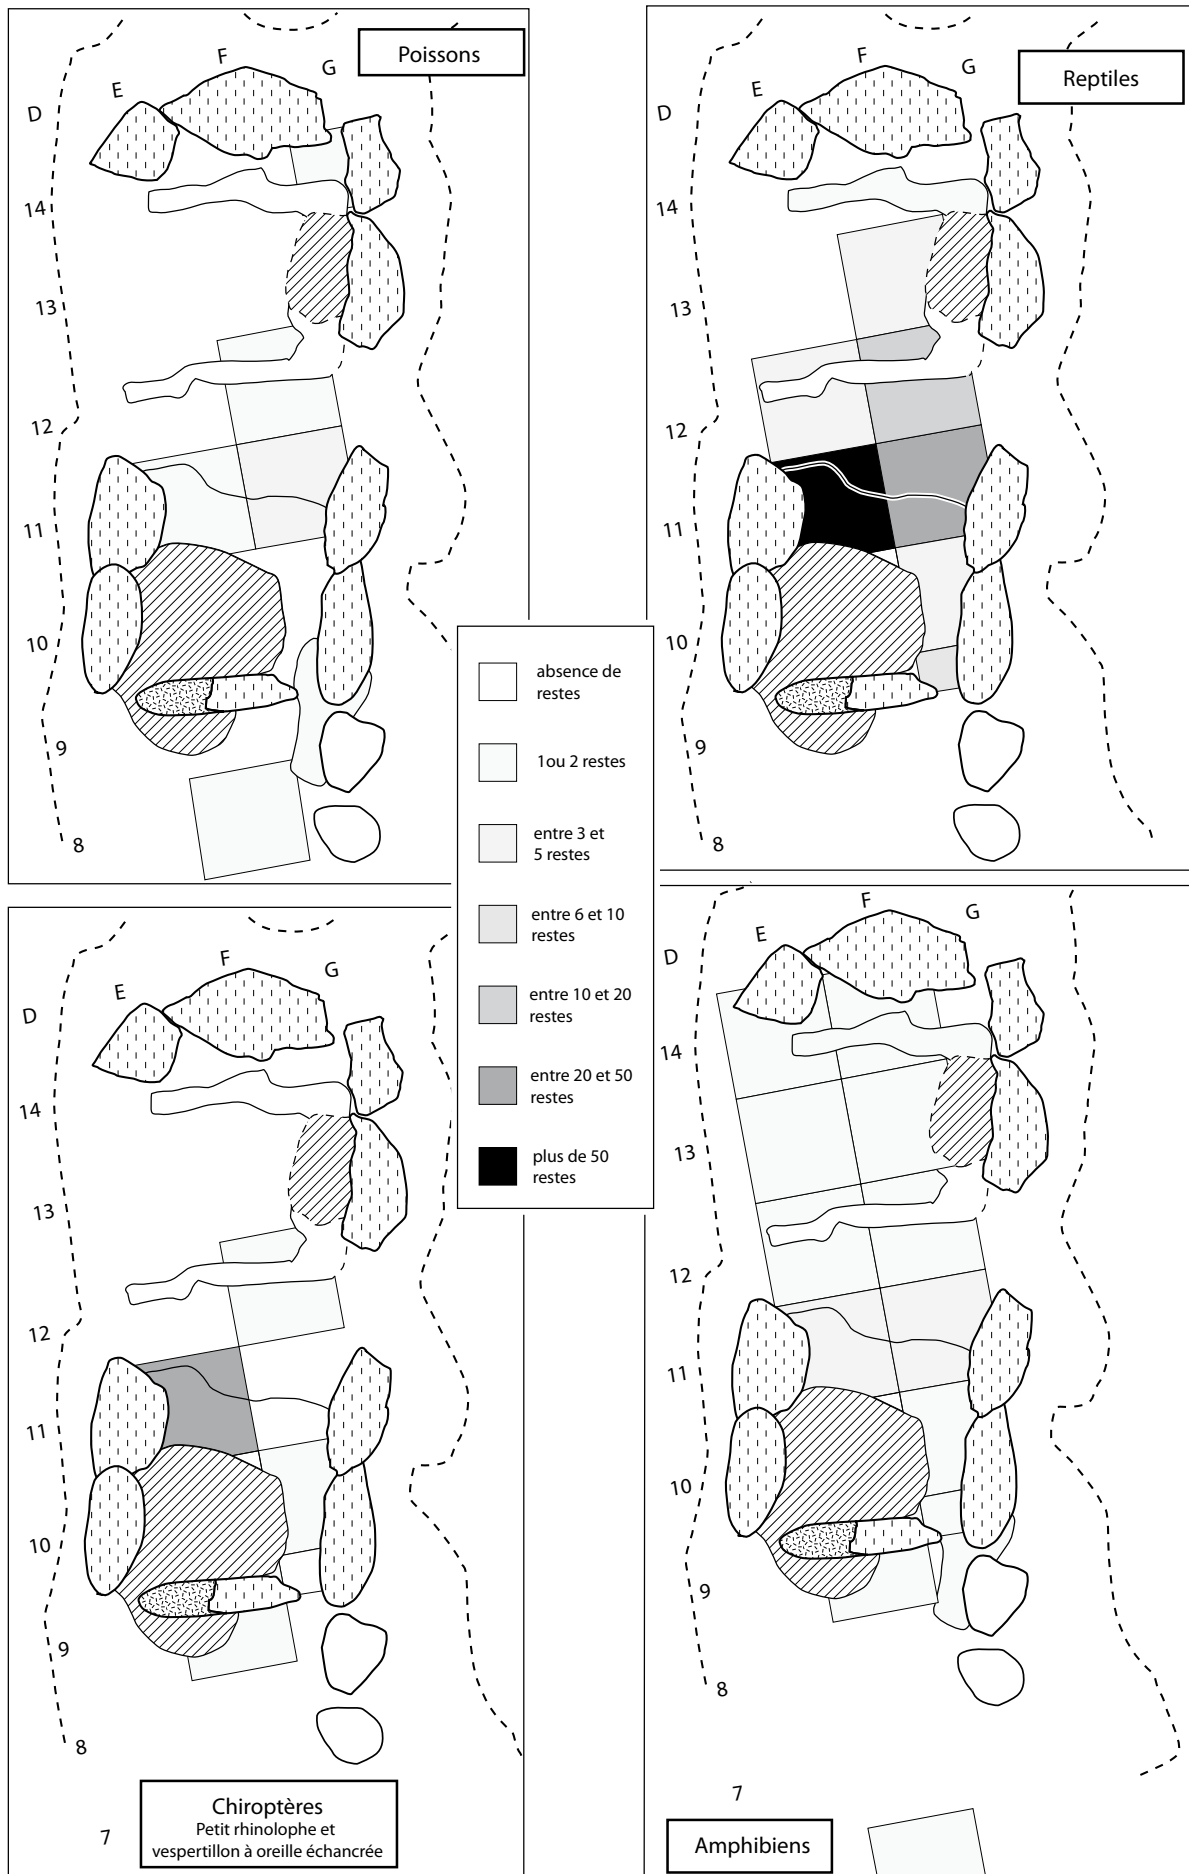 Poissons
F
G
E
D
14
13
12
11
10
9
8
Reptiles
F
G
E
D
14
13
12
11
10
9
8
absence de
restes
1ou 2 restes
entre 3 et
5 restes
entre 6 et 10
restes
entre 10 et 20
restes
entre 20 et 50
restes
plus de 50
restes
F
G
E
D
14
13
12
11
10
9
8
7
Chiroptères
Petit rhinolophe et
vespertillon à oreille échancrée
F
G
E
D
14
13
12
11
10
9
8
7
Amphibiens